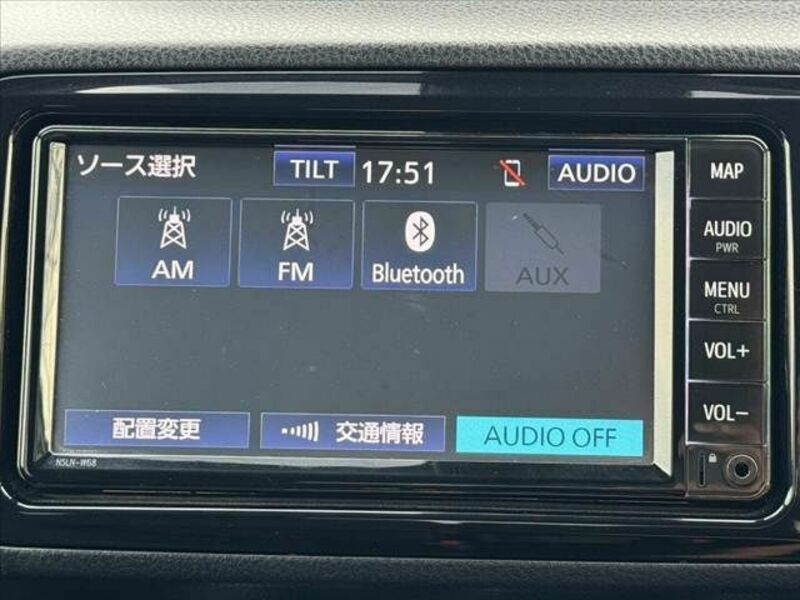 ソース選択 TILT 17:51 AUDIO
AM FM Bluetooth AUX
配置変更 交通情報 AUDIO OFF
NSLN-W68
MAP
AUDIO
PWR
MENU
CTRL
VOL+
VOL-